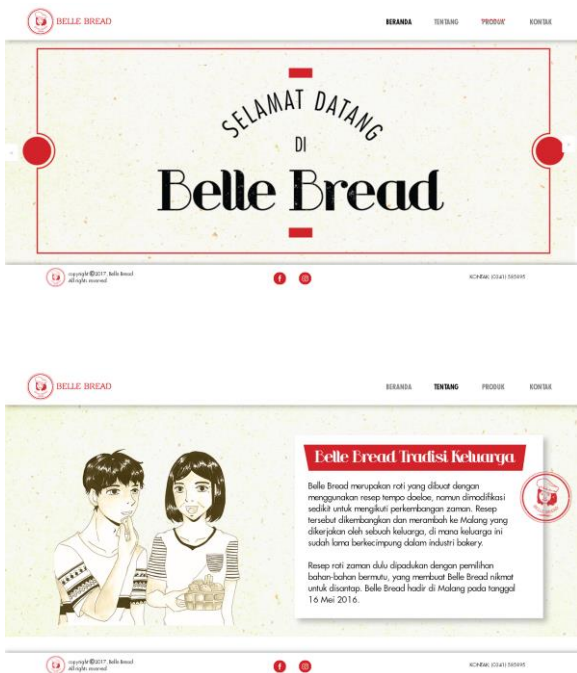 BELLE BREAD
BERANDA TENTANG PRODUK KONTAK
SELAMAT DATANG
DI
Belle Bread
copyright ©2017, Belle Bread
All rights reserved
KONTAK (0341)
BELLE BREAD
BERANDA TENTANG PRODUK KONTAK
Belle Bread Tradisi Keluarga
Belle Bread merupakan roti yang dibuat dengan
menggunakan resep tempo daeloe, namun dimodifikasi
sedikit untuk mengikuti perkembangan zaman. Resep
tersebut dikembangkan dan merambah ke Malang yang
dikerjakan oleh sebuah keluarga, di mana keluarga ini
sudah lama berkecimpung dalam industri bakery.
Resep roti zaman dulu dipadukan dengan pemilihan
bahan-bahan bermutu, yang membuat Belle Bread nikmat
untuk disantap. Belle Bread hadir di Malang pada tanggal
16 Mei 2016.
copyright ©2017, Belle Bread
All rights reserved
KONTAK (0341)